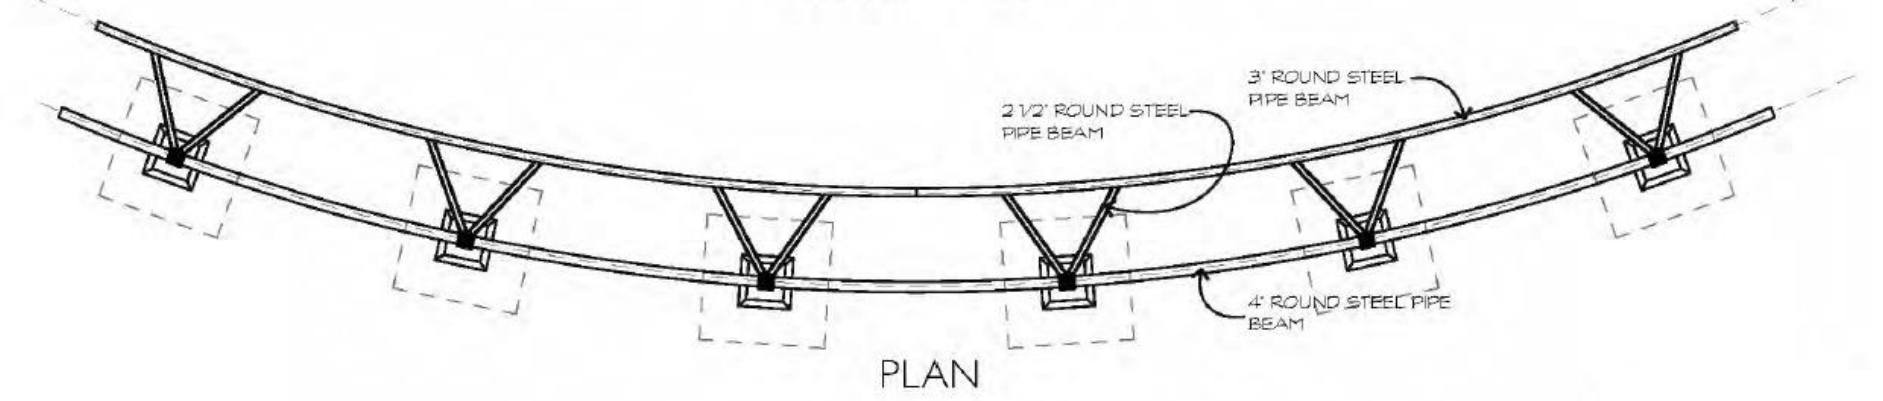 3" ROUND STEEL
PIPE BEAM
2 1/2" ROUND STEEL
PIPE BEAM
4" ROUND STEEL PIPE
BEAM
PLAN